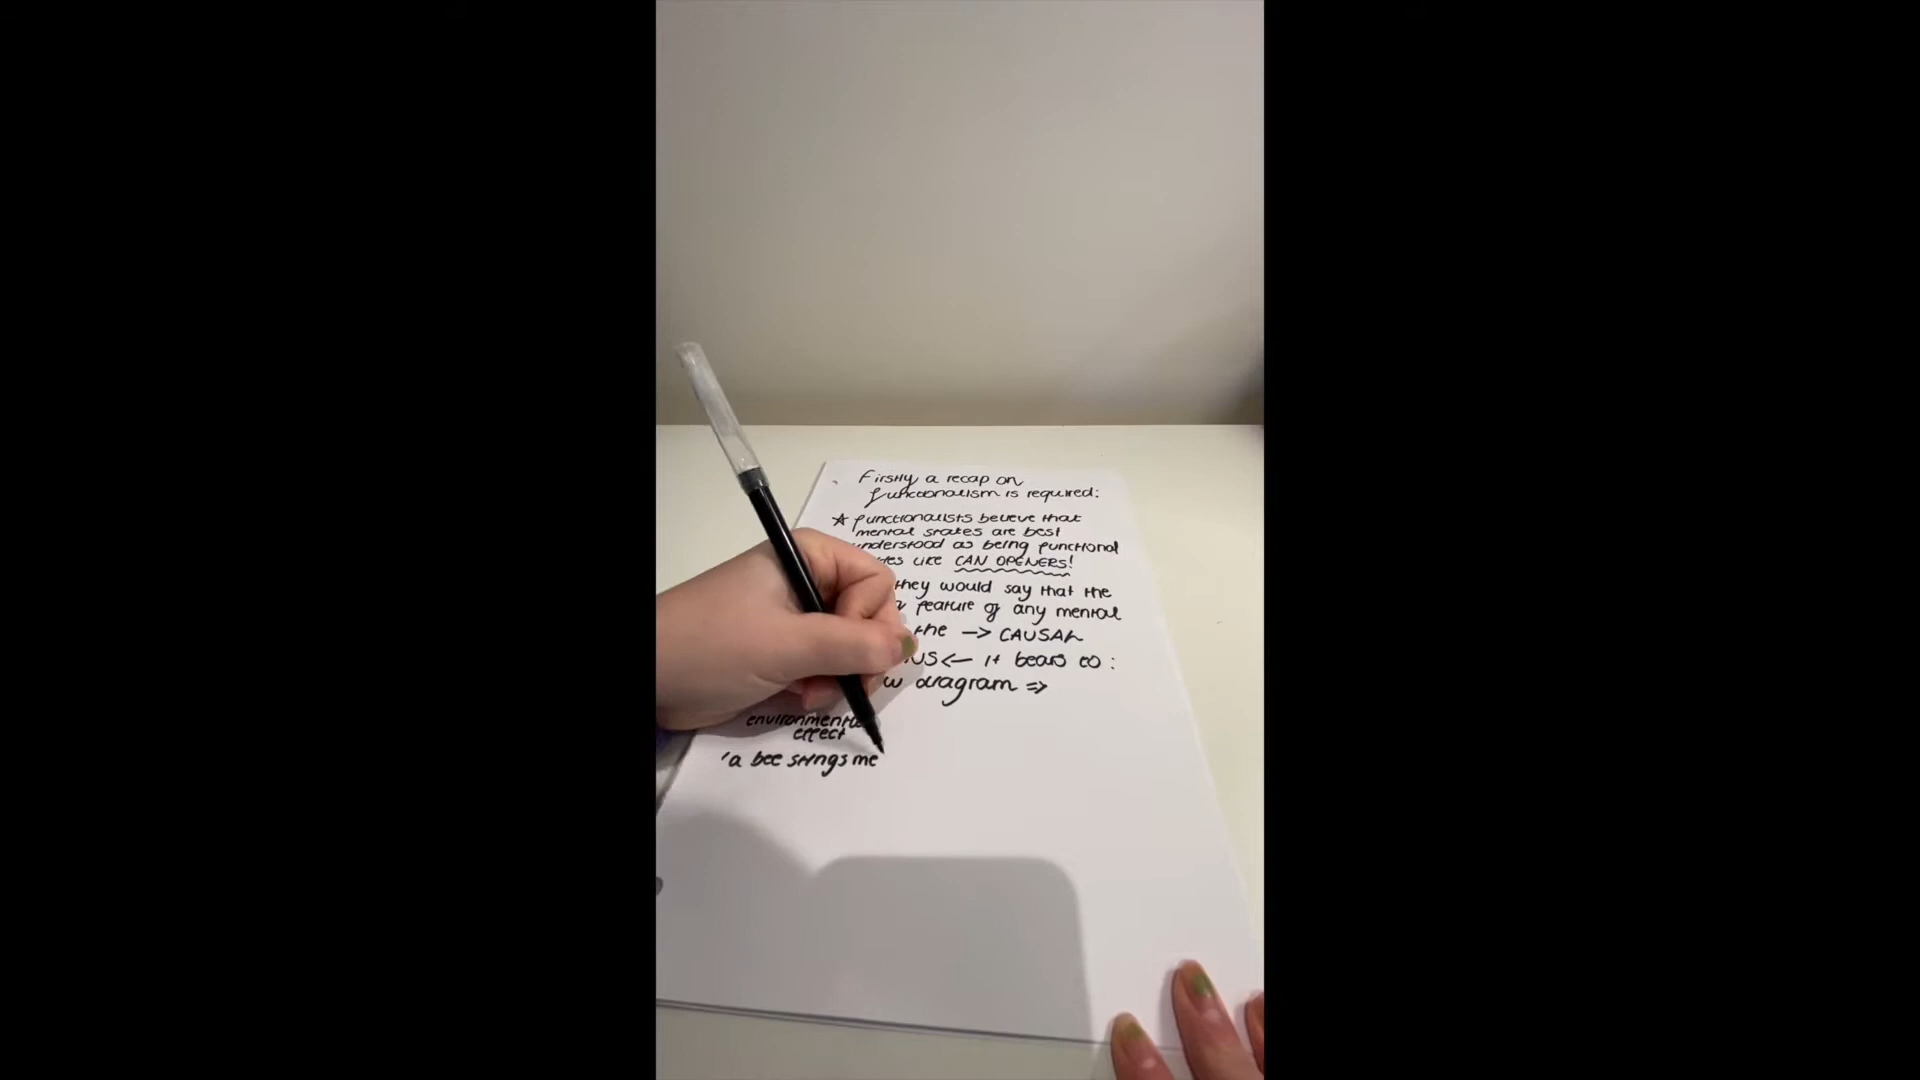 Firstly a recap on
functionalism is required:
☆ functionalists believe that
mental states are best
understood as being functional
like CAN OPENERS!
they would say that the
feature of any mental
the → CAUSAL
← it bears to :
diagram ⇒
environmental
effect
'a bee stings me